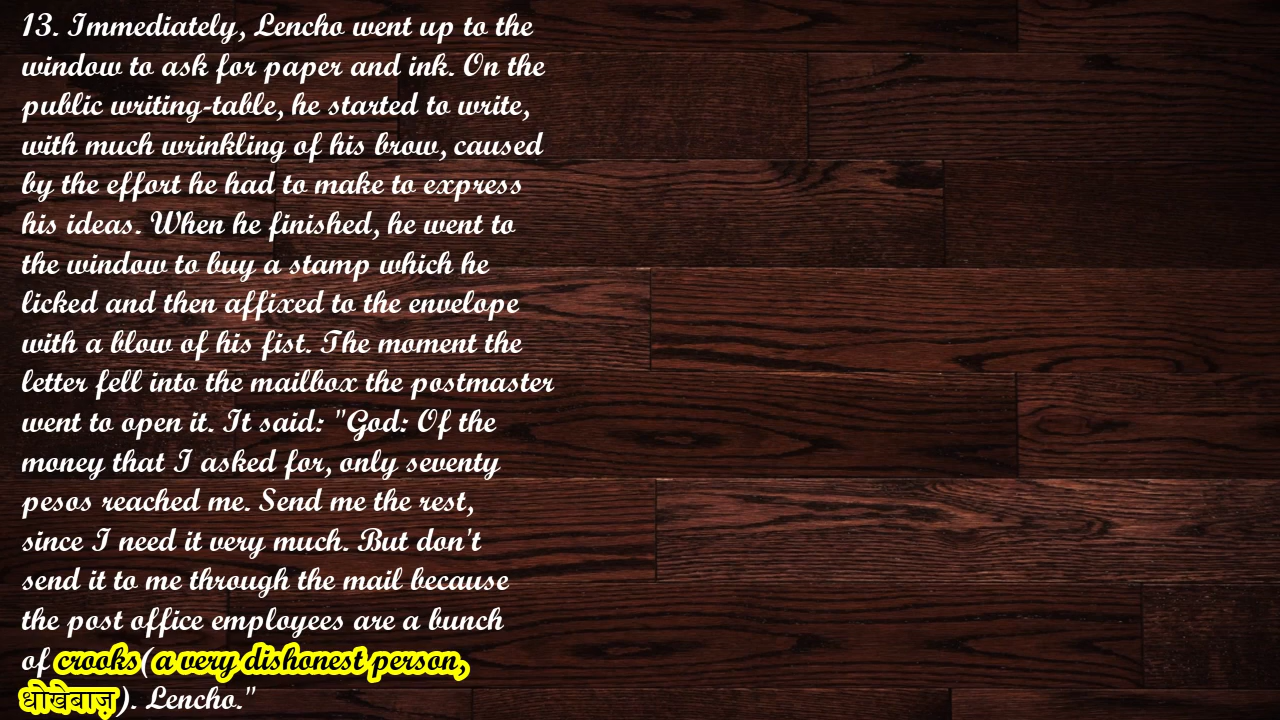 13. Immediately, Lencho went up to the
window to ask for paper and ink. On the
public writing-table, he started to write,
with much wrinkling of his brow, caused
by the effort he had to make to express
his ideas. When he finished, he went to
the window to buy a stamp which he
licked and then affixed to the envelope
with a blow of his fist. The moment the
letter fell into the mailbox the postmaster
went to open it. It said: "God: Of the
money that I asked for, only seventy
pesos reached me. Send me the rest,
since I need it very much. But don't
send it to me through the mail because
the post office employees are a bunch
of crooks(a very dishonest person,
धोखेबाज़). Lencho."